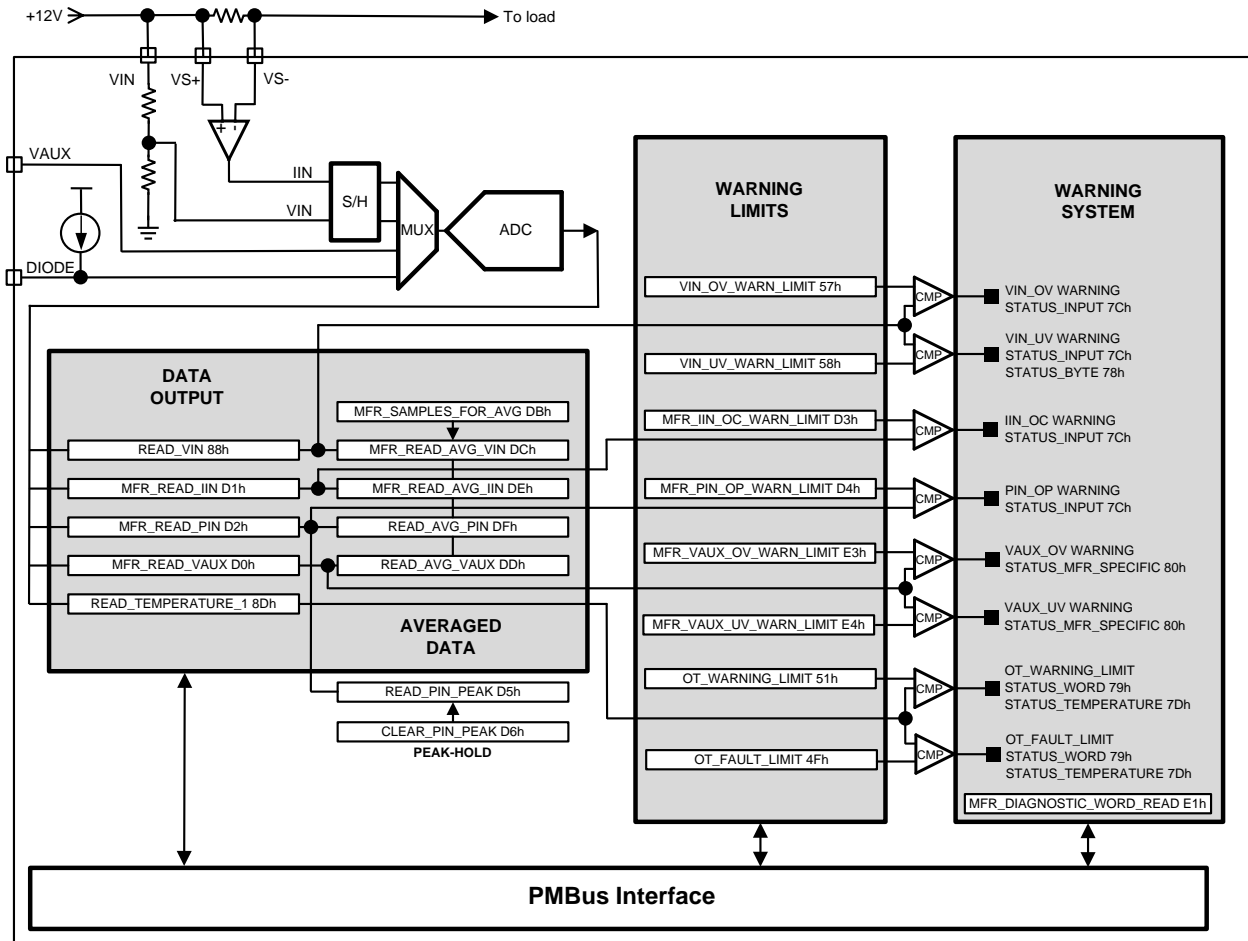 +12V
To load
VIN
VS+
VS-
VAUX
DIODE
+
-
IIN
VIN
S/H
MUX
ADC
DATA
OUTPUT
MFR_SAMPLES_FOR_AVG DBh
READ_VIN 88h
MFR_READ_AVG_VIN DCh
MFR_READ_IIN D1h
MFR_READ_AVG_IIN DEh
MFR_READ_PIN D2h
READ_AVG_PIN DFh
MFR_READ_VAUX D0h
READ_AVG_VAUX DDh
READ_TEMPERATURE_1 8Dh
AVERAGED
DATA
READ_PIN_PEAK D5h
CLEAR_PIN_PEAK D6h
PEAK-HOLD
WARNING
LIMITS
VIN_OV_WARN_LIMIT 57h
VIN_UV_WARN_LIMIT 58h
MFR_IIN_OC_WARN_LIMIT D3h
MFR_PIN_OP_WARN_LIMIT D4h
MFR_VAUX_OV_WARN_LIMIT E3h
MFR_VAUX_UV_WARN_LIMIT E4h
OT_WARNING_LIMIT 51h
OT_FAULT_LIMIT 4Fh
CMP
CMP
CMP
CMP
CMP
CMP
CMP
CMP
WARNING
SYSTEM
VIN_OV WARNING
STATUS_INPUT 7Ch
VIN_UV WARNING
STATUS_INPUT 7Ch
STATUS_BYTE 78h
IIN_OC WARNING
STATUS_INPUT 7Ch
PIN_OP WARNING
STATUS_INPUT 7Ch
VAUX_OV WARNING
STATUS_MFR_SPECIFIC 80h
VAUX_UV WARNING
STATUS_MFR_SPECIFIC 80h
OT_WARNING_LIMIT
STATUS_WORD 79h
STATUS_TEMPERATURE 7Dh
OT_FAULT_LIMIT
STATUS_WORD 79h
STATUS_TEMPERATURE 7Dh
MFR_DIAGNOSTIC_WORD_READ E1h
PMBus Interface